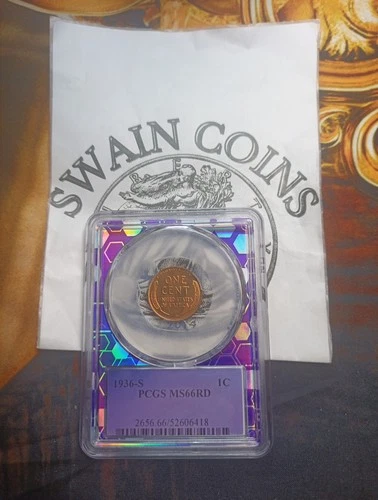 SWAIN COINS
ONE
CENT
1936-S 1C
PCGS MS66RD
2656.66/52606418